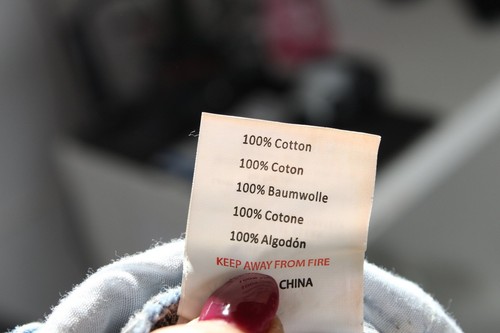 100% Cotton
100% Coton
100% Baumwolle
100% Cotone
100% Algodón
KEEP AWAY FROM FIRE
CHINA